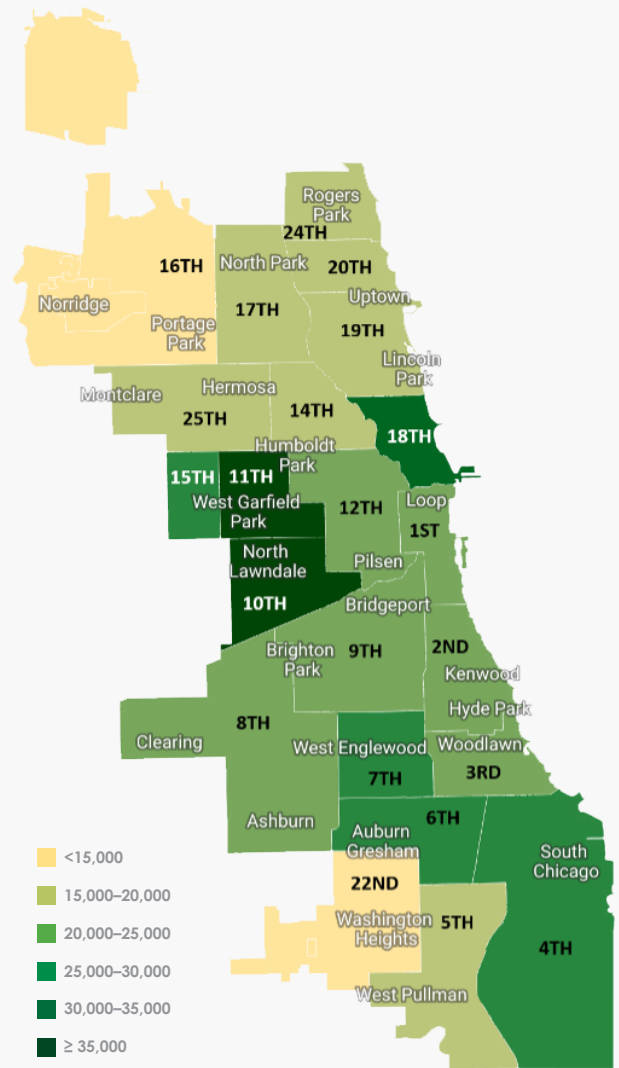 Rogers
Park
24TH
16TH
North Park
20TH
Norridge
17TH
Uptown
Portage
Park
19TH
Lincoln
Park
Montclare
Hermosa
25TH
14TH
18TH
Humboldt
Park
15TH
11TH
West Garfield
Park
12TH
Loop
1ST
North
Lawndale
Pilsen
10TH
Bridgeport
Brighton
Park
9TH
2ND
Kenwood
Hyde Park
8TH
Clearing
West Englewood
Woodlawn
7TH
3RD
Ashburn
6TH
Auburn
Gresham
South
Chicago
22ND
Washington
Heights
5TH
4TH
West Pullman
<15,000
15,000–20,000
20,000–25,000
25,000–30,000
30,000–35,000
≥ 35,000